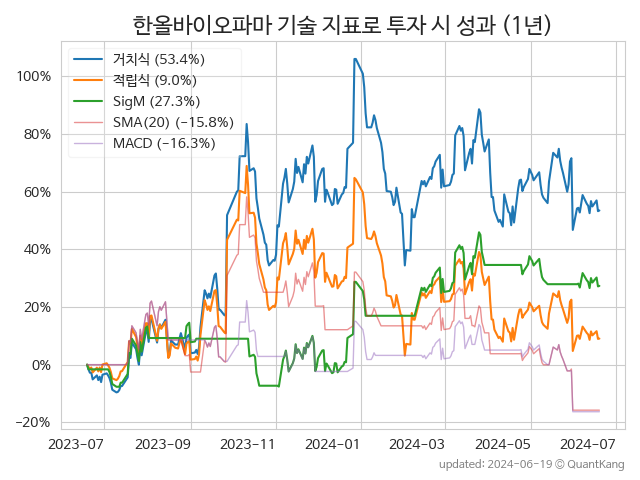 한올바이오파마 기술 지표로 투자 시 성과 (1년)
거치식 (53.4%)
적립식 (9.0%)
SigM (27.3%)
SMA(20) (−15.8%)
MACD (−16.3%)
100%
80%
60%
40%
20%
0%
−20%
2023-07 2023-09 2023-11 2024-01 2024-03 2024-05 2024-07
updated: 2024-06-19 © QuantKang